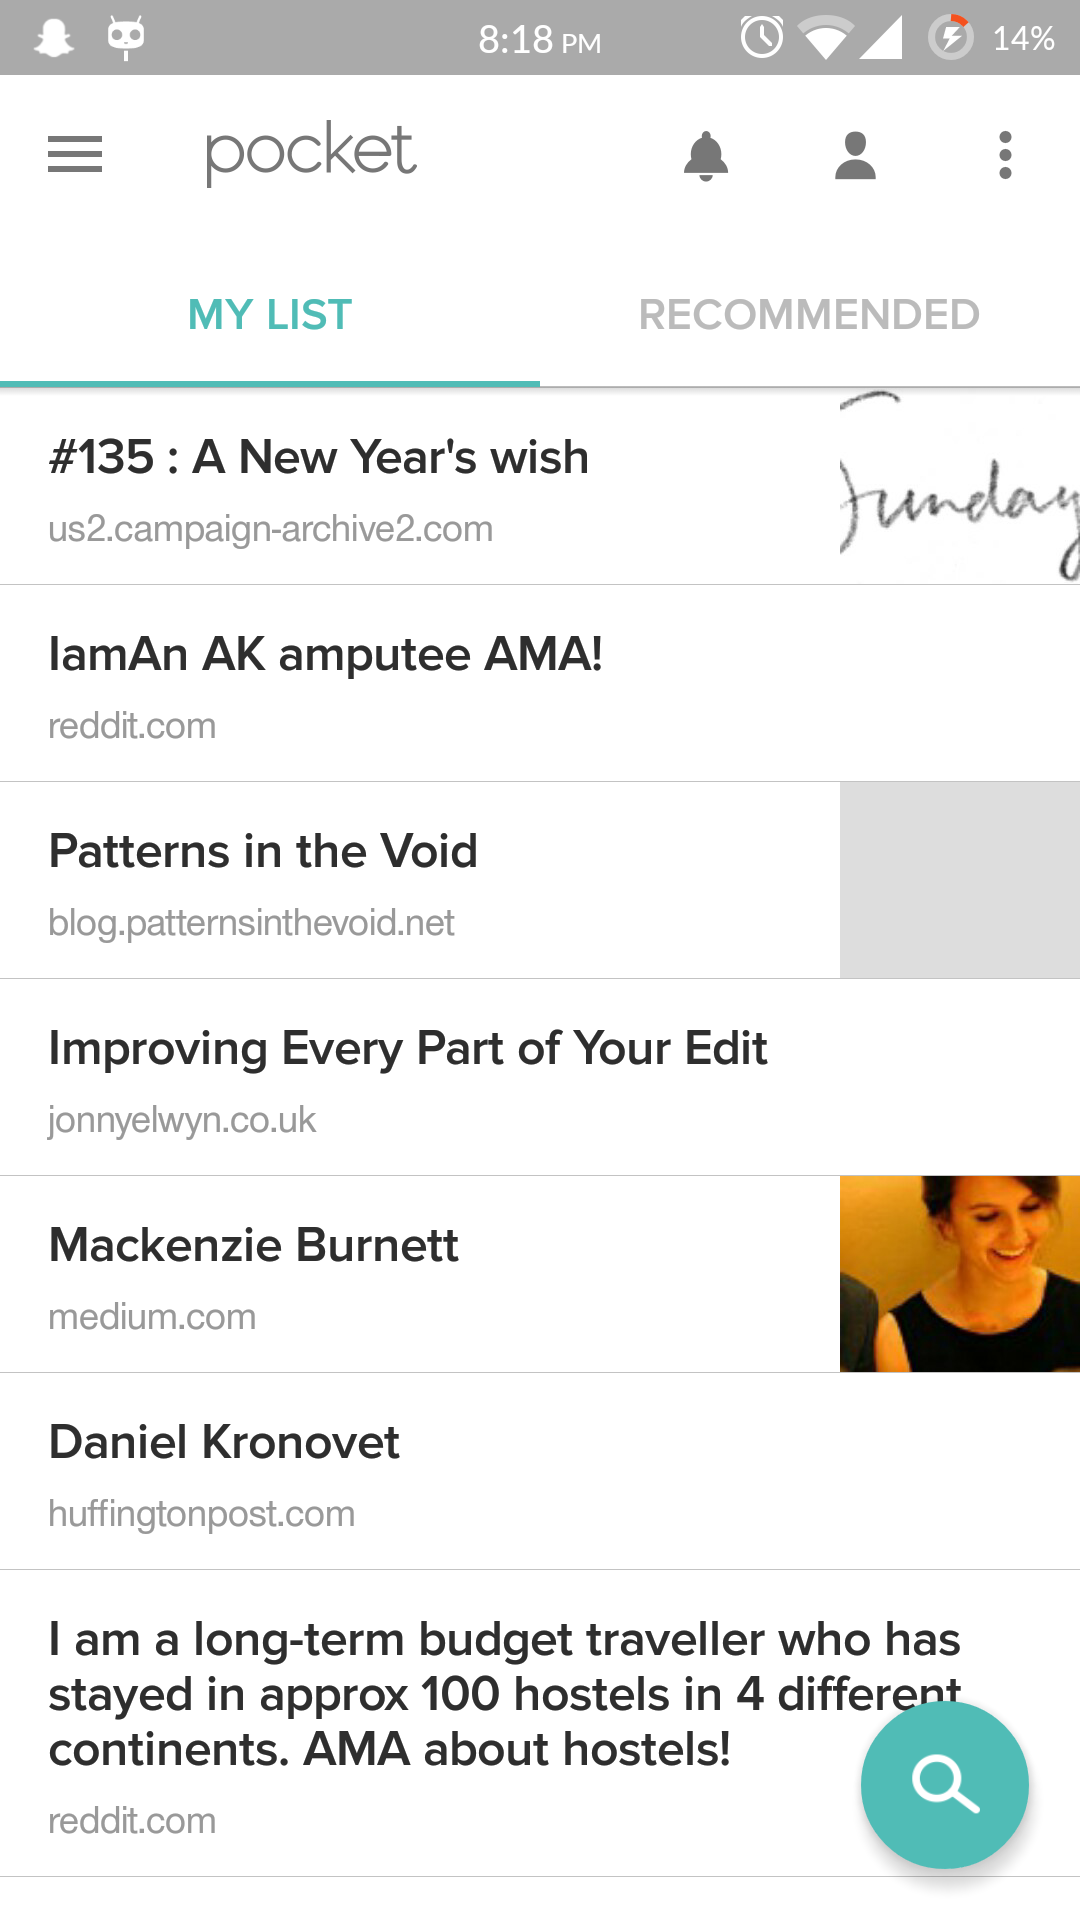 8:18 PM
14%
pocket
MY LIST
RECOMMENDED
#135 : A New Year's wish
us2.campaign-archive2.com
Sunday
IamAn AK amputee AMA!
reddit.com
Patterns in the Void
blog.patternsinthevoid.net
Improving Every Part of Your Edit
jonnyelwyn.co.uk
Mackenzie Burnett
medium.com
Daniel Kronovet
huffingtonpost.com
I am a long-term budget traveller who has
stayed in approx 100 hostels in 4 different
continents. AMA about hostels!
reddit.com